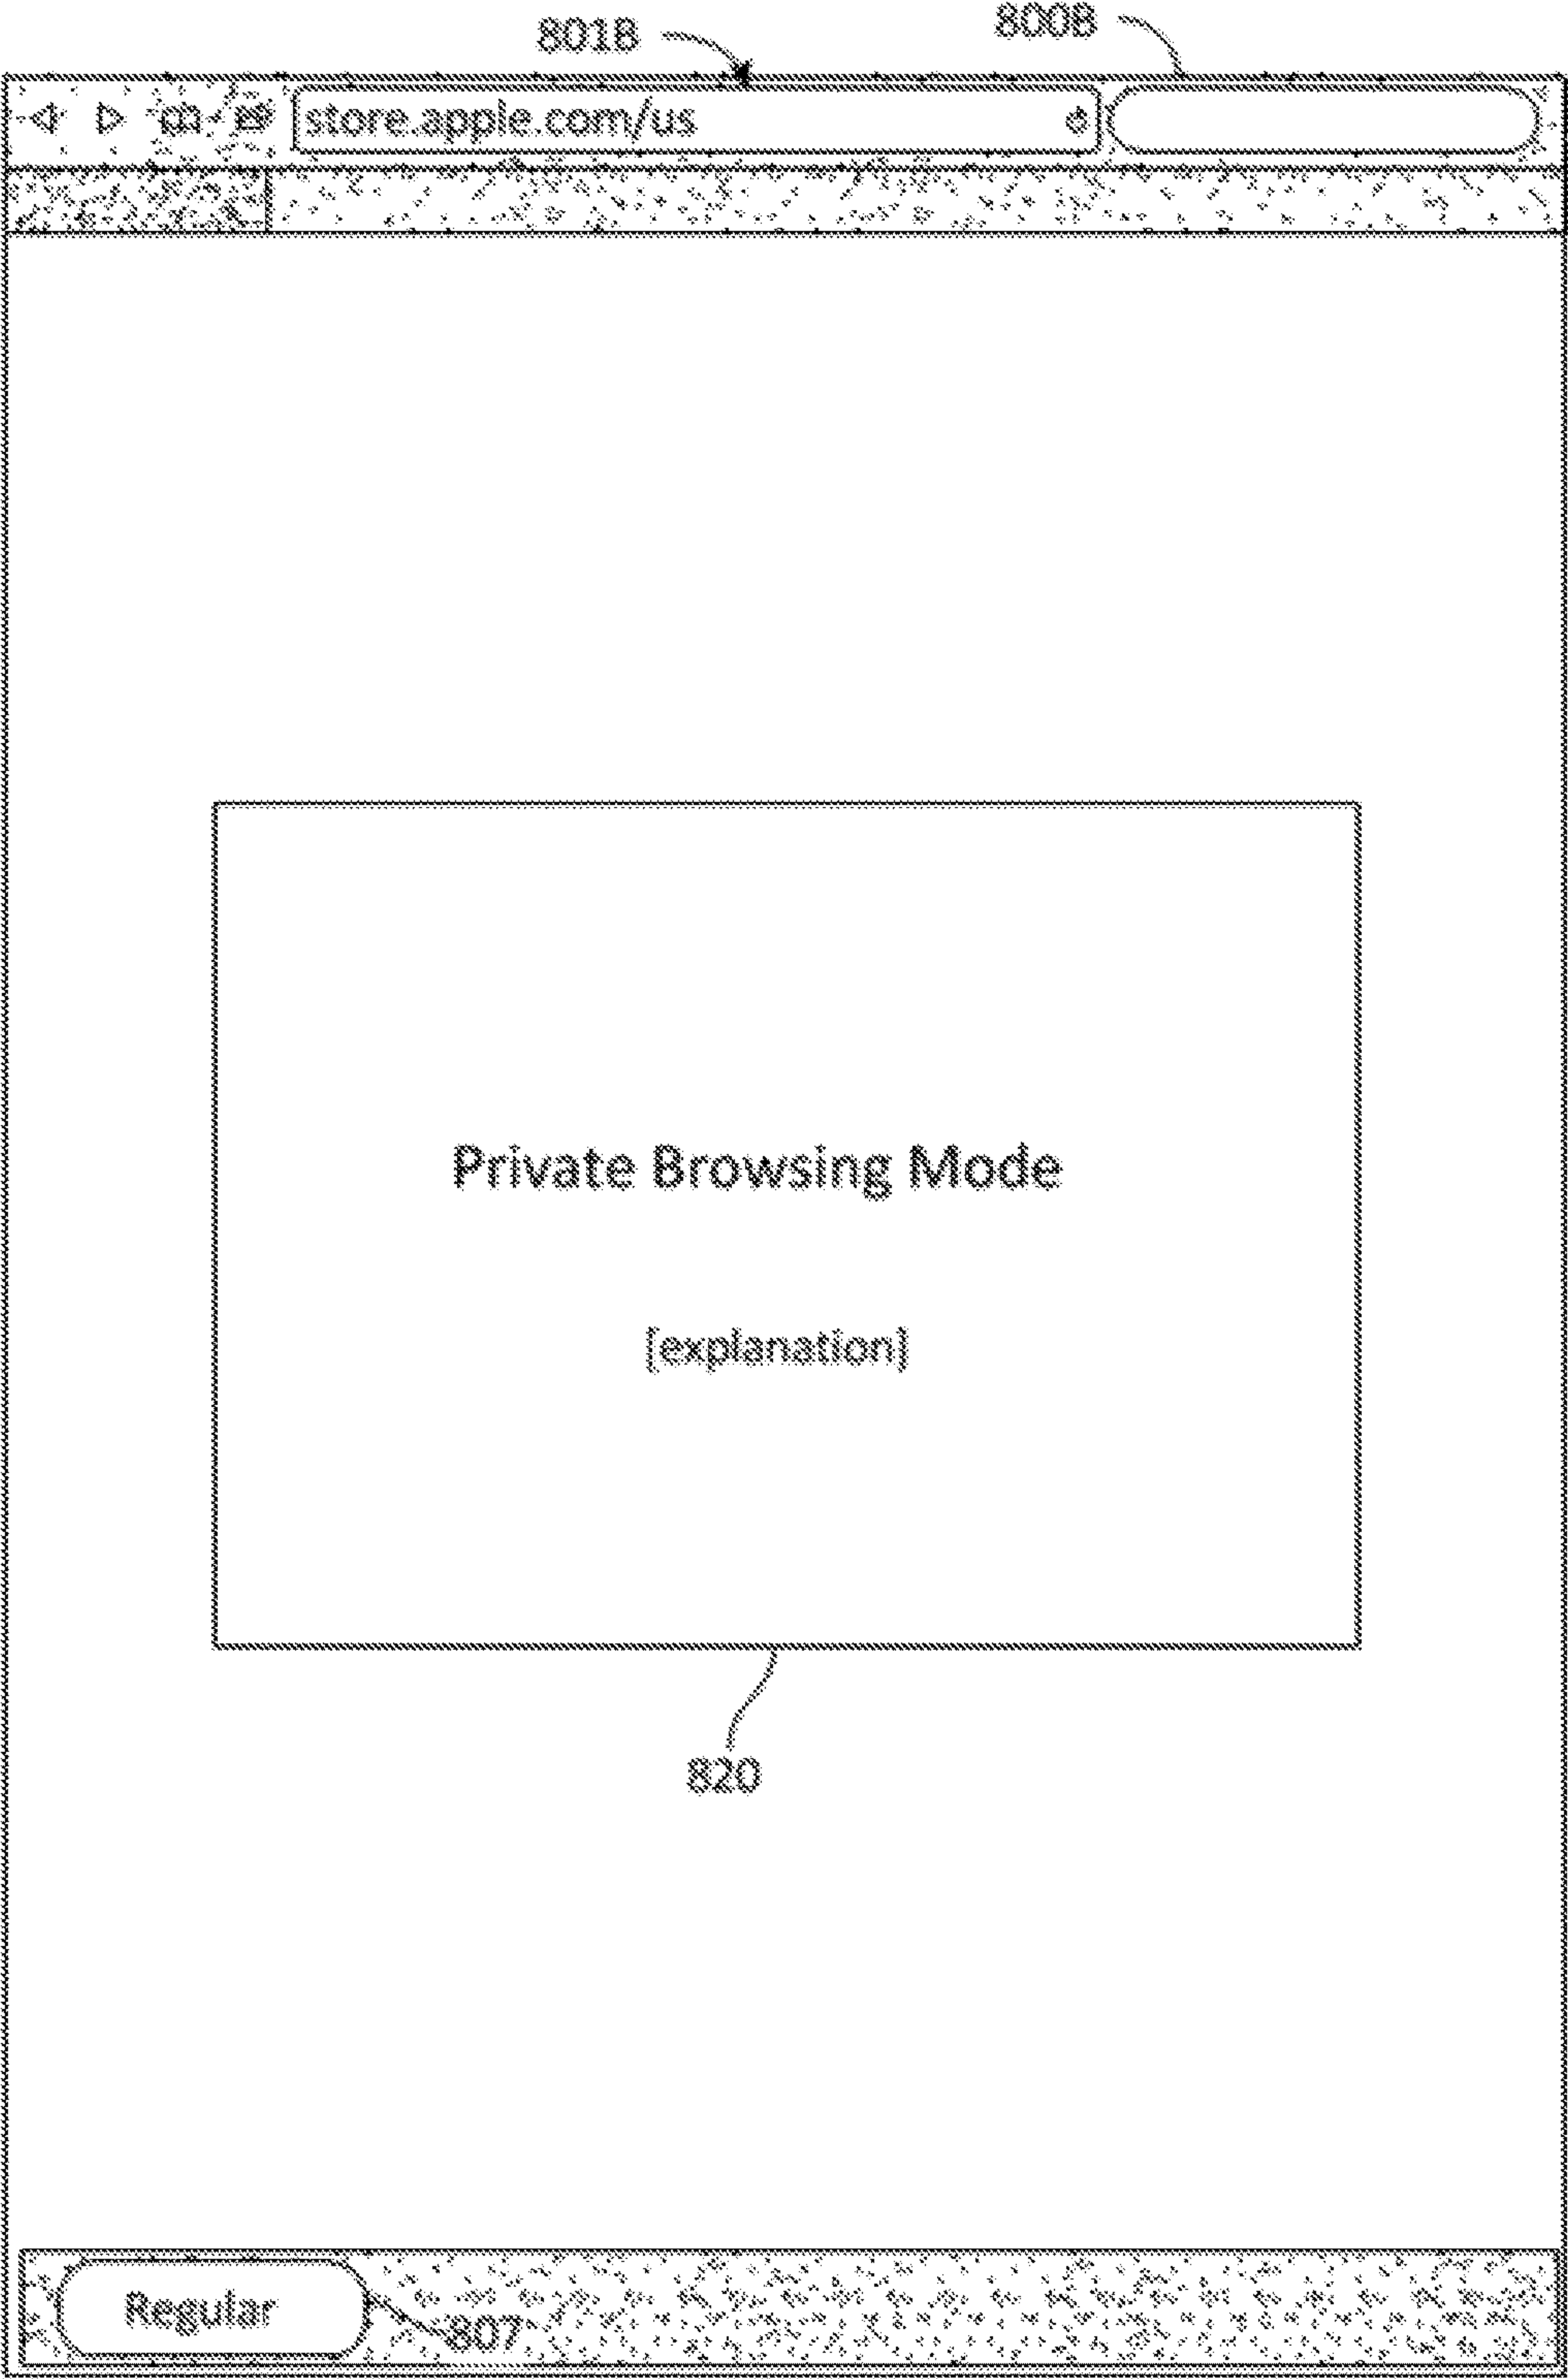 801B
800B
store.apple.com/us
Private Browsing Mode
[explanation]
820
Regular
807